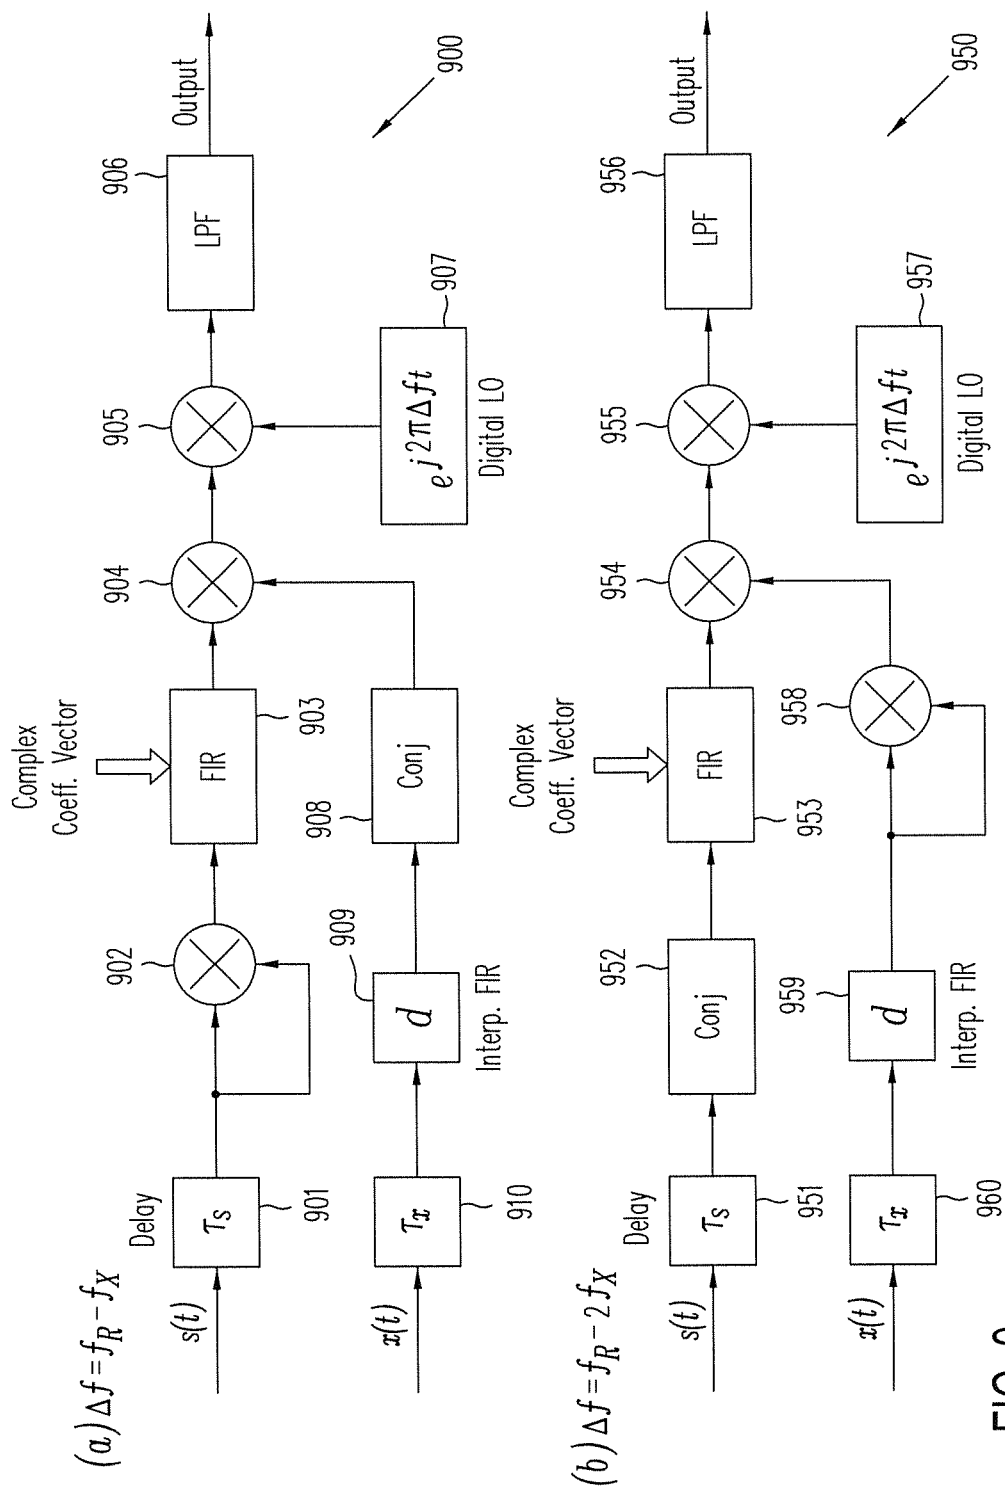 (a) Δf = f_R − f_X
Delay
s(t)
τ_s
901
902
Complex
Coeff. Vector
FIR
903
904
905
LPF
906
Output
x(t)
τ_x
910
d
909
Interp. FIR
Conj
908
e^{j2πΔft}
907
Digital LO
900
(b) Δf = f_R − 2f_X
Delay
s(t)
τ_s
951
Conj
952
Complex
Coeff. Vector
FIR
953
954
955
LPF
956
Output
x(t)
τ_x
960
d
959
Interp. FIR
958
e^{j2πΔft}
957
Digital LO
950